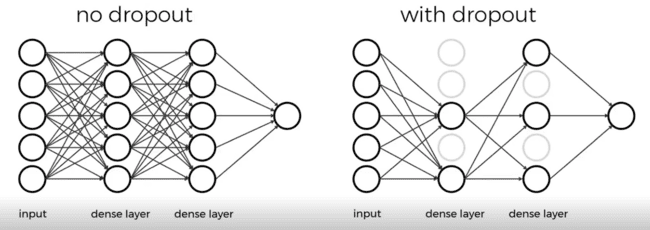 no dropout
with dropout
input
dense layer
dense layer
input
dense layer
dense layer